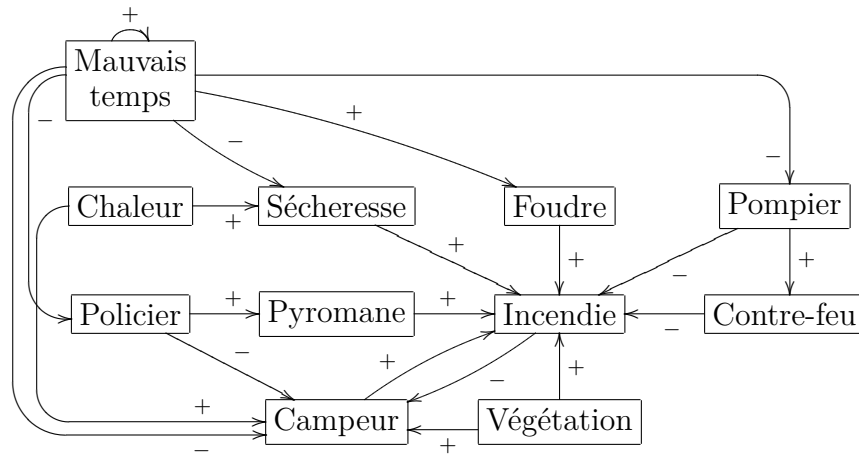 +
Mauvais
temps
−
+
−
−
Chaleur
+
Sécheresse
Foudre
Pompier
+
+
−
+
Policier
+
Pyromane
+
Incendie
−
Contre-feu
−
+
−
+
+
Campeur
Végétation
−
+